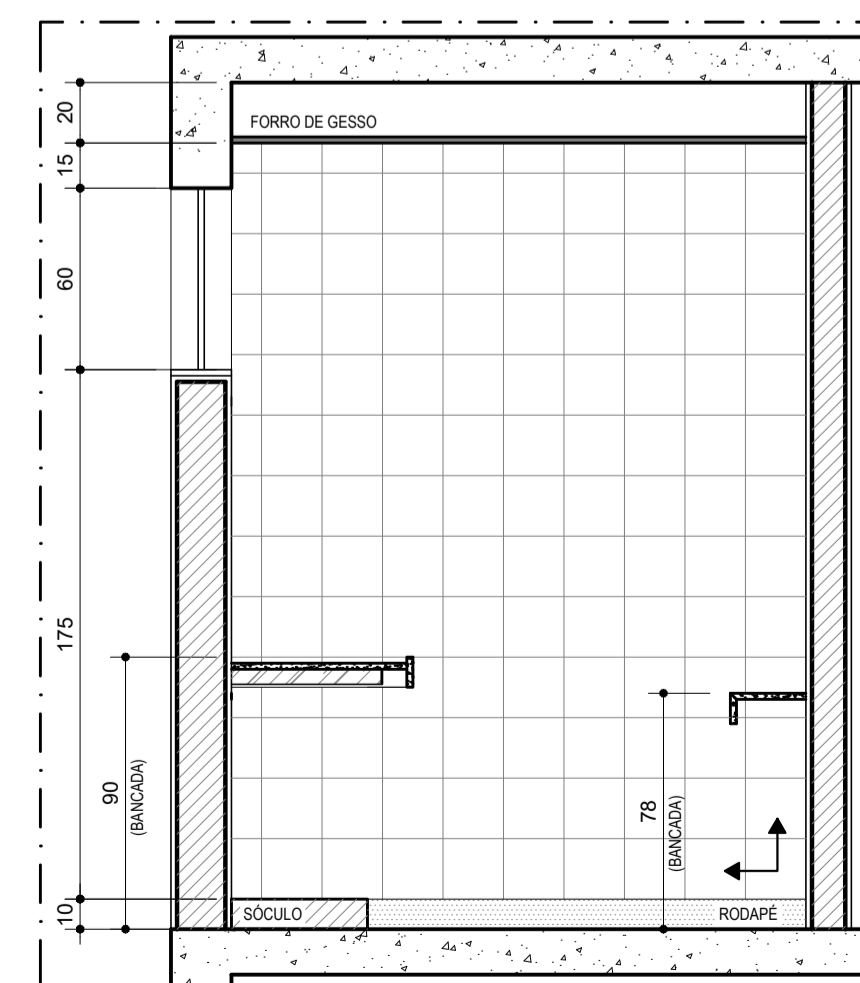 20
FORRO DE GESSO
15
60
175
90
(BANCADA)
78
(BANCADA)
10
SÓCULO
RODAPÉ